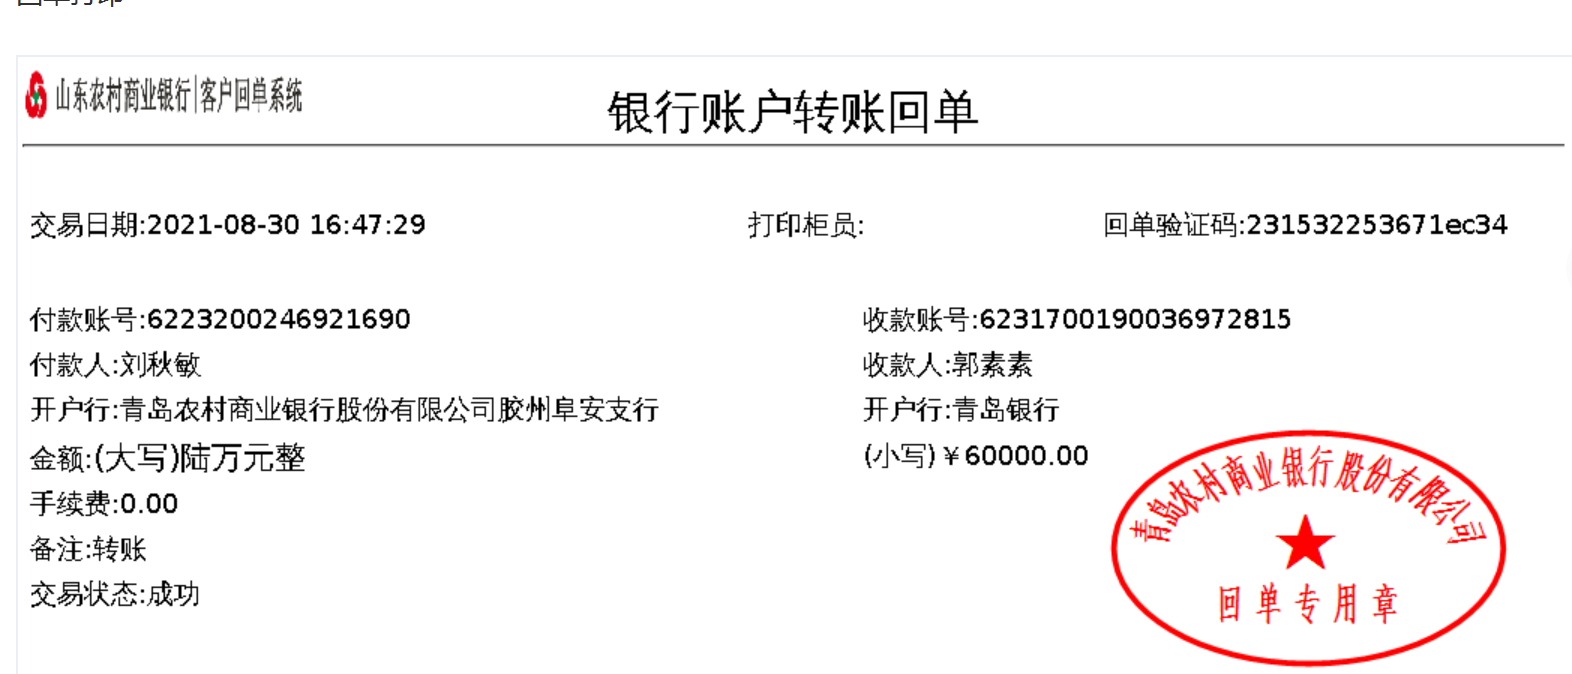 回单打印
山东农村商业银行|客户回单系统
银行账户转账回单
交易日期:2021-08-30 16:47:29 打印柜员: 回单验证码:231532253671ec34
付款账号:6223200246921690 收款账号:6231700190036972815
付款人:刘秋敏 收款人:郭素素
开户行:青岛农村商业银行股份有限公司胶州阜安支行 开户行:青岛银行
金额:(大写)陆万元整 (小写)￥60000.00
手续费:0.00
备注:转账
交易状态:成功
青岛农村商业银行股份有限公司
回单专用章